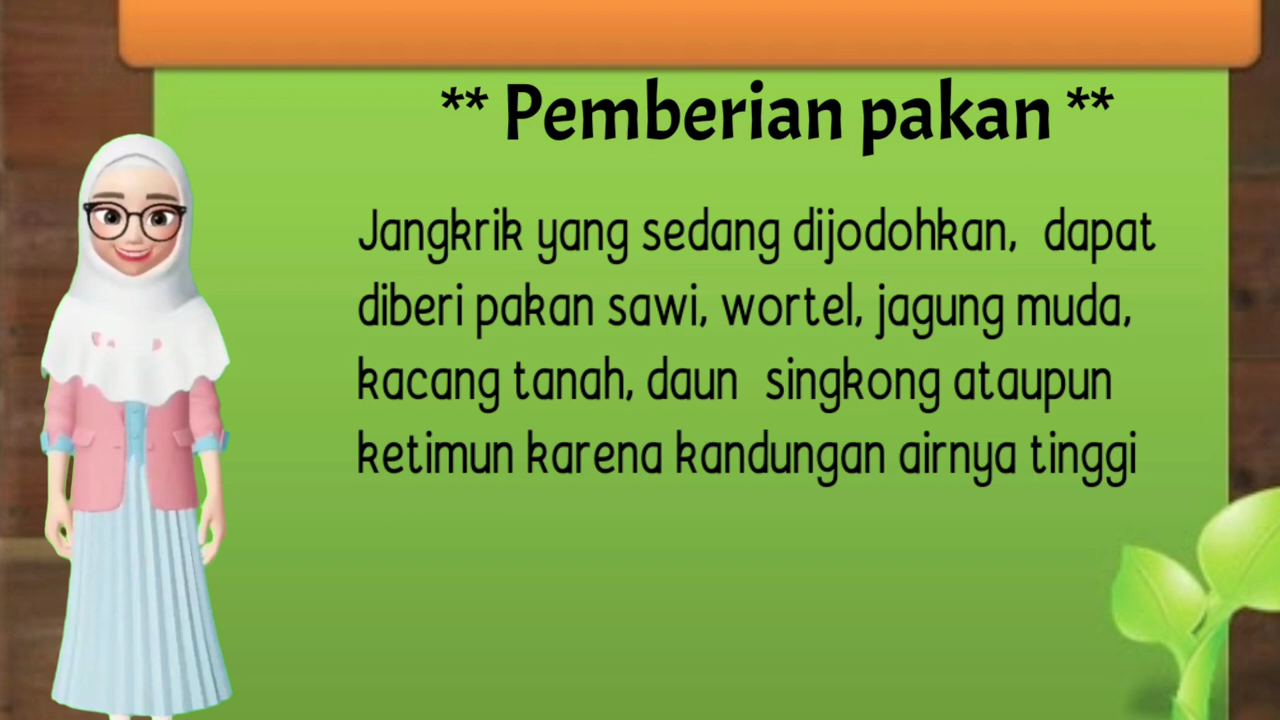 ** Pemberian pakan **
Jangkrik yang sedang dijodohkan, dapat
diberi pakan sawi, wortel, jagung muda,
kacang tanah, daun singkong ataupun
ketimun karena kandungan airnya tinggi